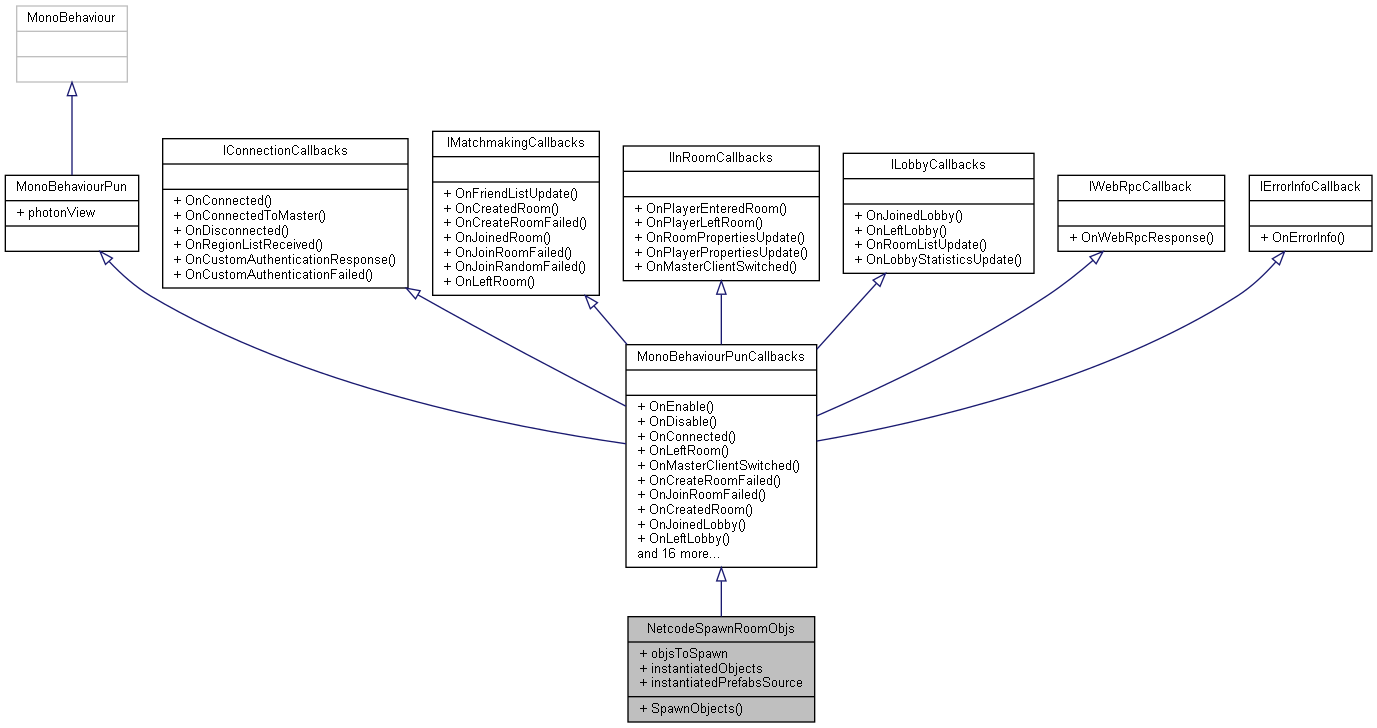 MonoBehaviour
MonoBehaviourPun
+ photonView
IConnectionCallbacks
+ OnConnected()
+ OnConnectedToMaster()
+ OnDisconnected()
+ OnRegionListReceived()
+ OnCustomAuthenticationResponse()
+ OnCustomAuthenticationFailed()
IMatchmakingCallbacks
+ OnFriendListUpdate()
+ OnCreatedRoom()
+ OnCreateRoomFailed()
+ OnJoinedRoom()
+ OnJoinRoomFailed()
+ OnJoinRandomFailed()
+ OnLeftRoom()
IInRoomCallbacks
+ OnPlayerEnteredRoom()
+ OnPlayerLeftRoom()
+ OnRoomPropertiesUpdate()
+ OnPlayerPropertiesUpdate()
+ OnMasterClientSwitched()
ILobbyCallbacks
+ OnJoinedLobby()
+ OnLeftLobby()
+ OnRoomListUpdate()
+ OnLobbyStatisticsUpdate()
IWebRpcCallback
+ OnWebRpcResponse()
IErrorInfoCallback
+ OnErrorInfo()
MonoBehaviourPunCallbacks
+ OnEnable()
+ OnDisable()
+ OnConnected()
+ OnLeftRoom()
+ OnMasterClientSwitched()
+ OnCreateRoomFailed()
+ OnJoinRoomFailed()
+ OnCreatedRoom()
+ OnJoinedLobby()
+ OnLeftLobby()
and 16 more...
NetcodeSpawnRoomObjs
+ objsToSpawn
+ instantiatedObjects
+ instantiatedPrefabsSource
+ SpawnObjects()